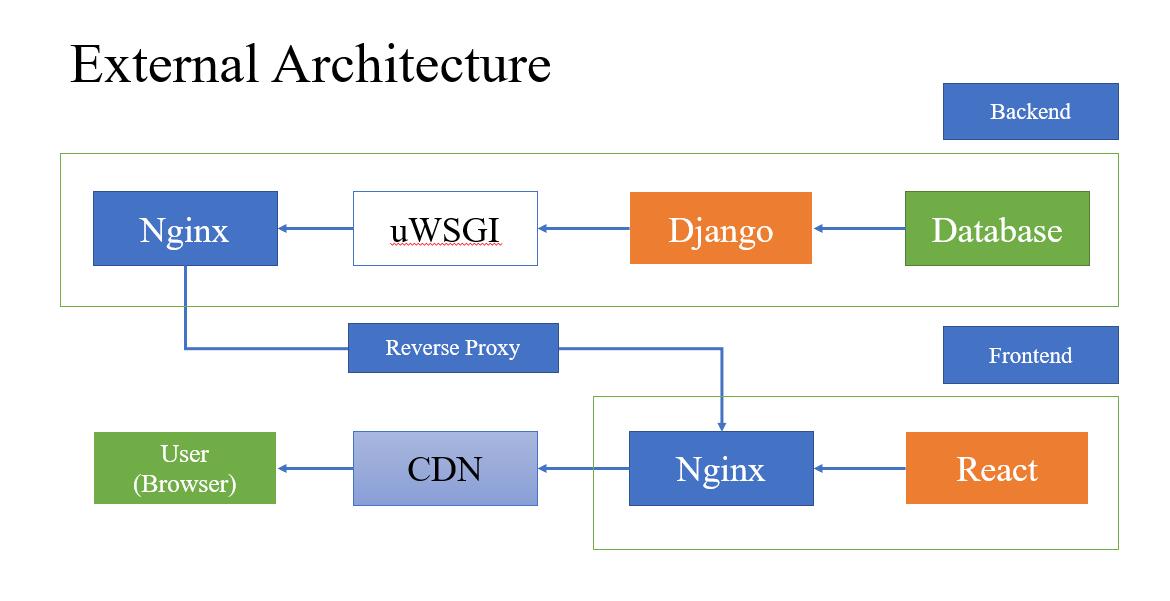 External Architecture
Backend
Nginx
uWSGI
Django
Database
Reverse Proxy
Frontend
User
(Browser)
CDN
Nginx
React